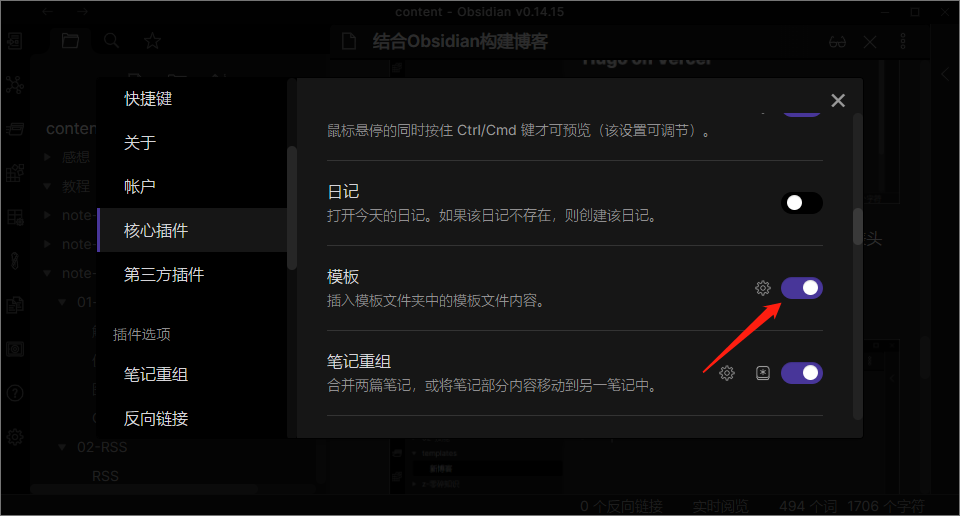 content - Obsidian v0.14.15
结合Obsidian构建博客
Hugo on Vercel
快捷键
关于
帐户
核心插件
第三方插件
插件选项
笔记重组
反向链接
鼠标悬停的同时按住 Ctrl/Cmd 键才可预览（该设置可调节）。
日记
打开今天的日记。如果该日记不存在，则创建该日记。
模板
插入模板文件夹中的模板文件内容。
笔记重组
合并两篇笔记，或将笔记部分内容移动到另一笔记中。
conten
感想
教程
note-
note-
note-
01-
02-RSS
RSS
头
templates
新博客
0 个反向链接
实时阅览
494 个词
1706 个字符